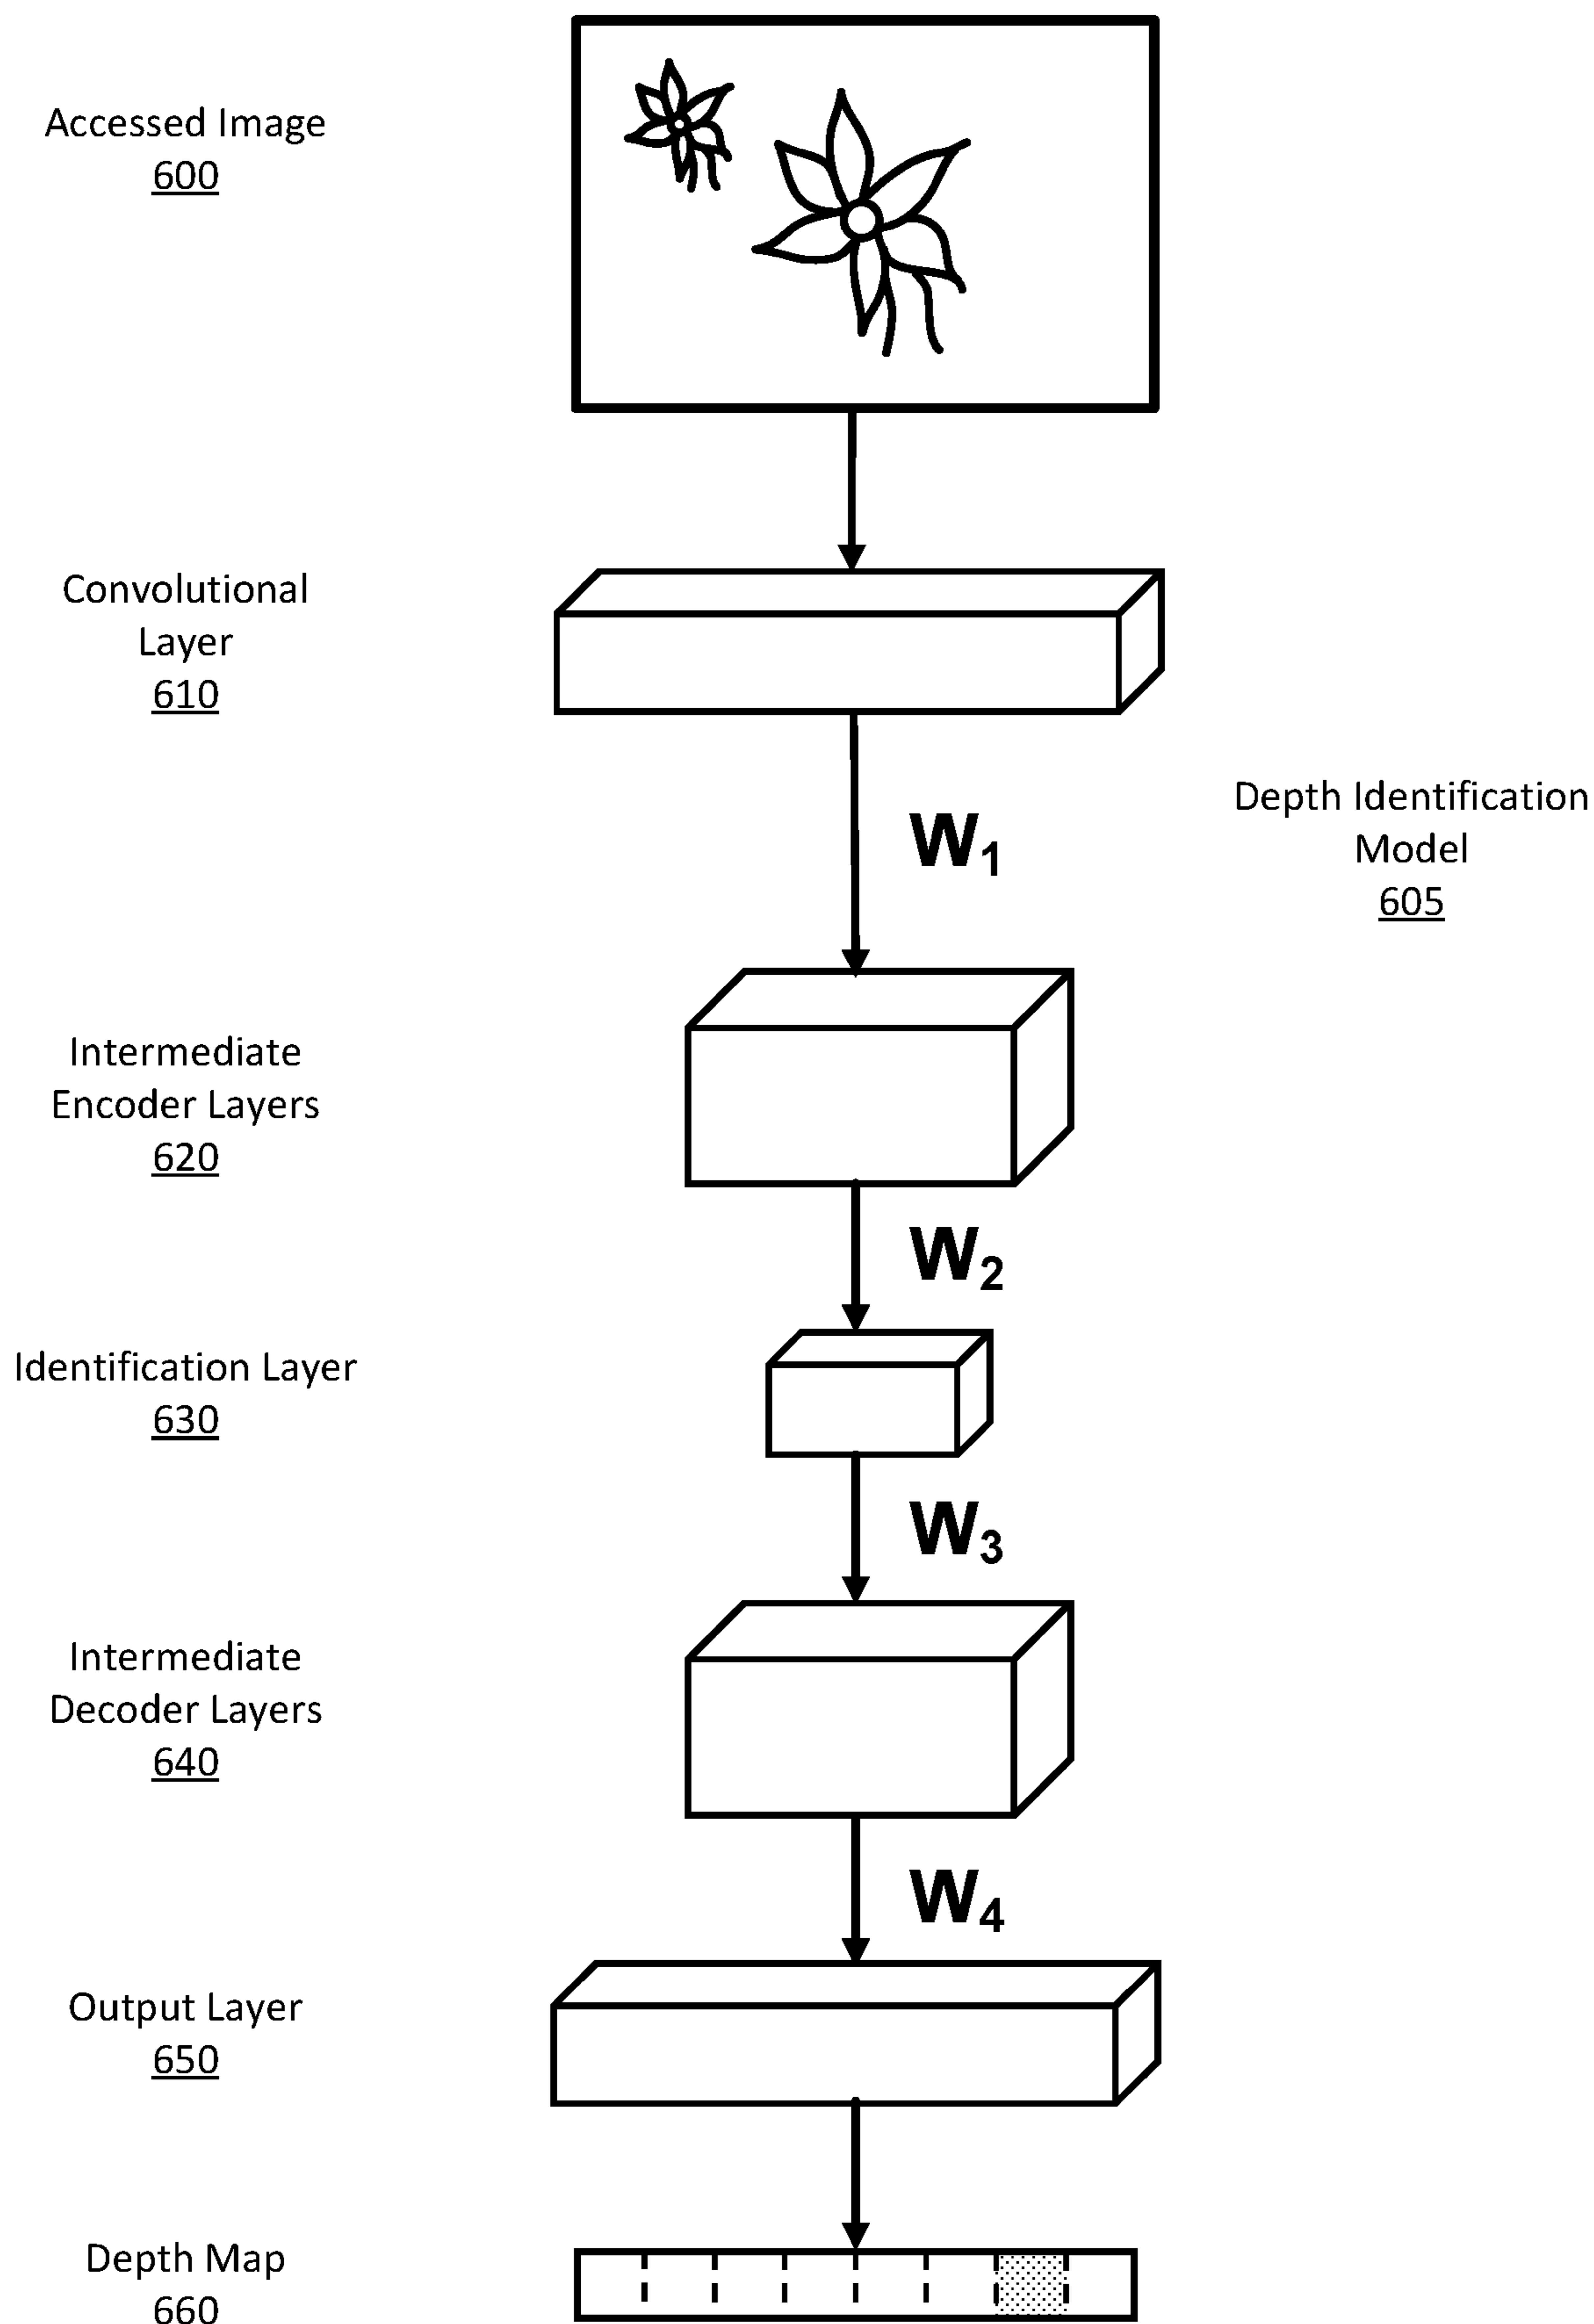 Accessed Image
600
Convolutional
Layer
610
W1
Depth Identification
Model
605
Intermediate
Encoder Layers
620
W2
Identification Layer
630
W3
Intermediate
Decoder Layers
640
W4
Output Layer
650
Depth Map
660